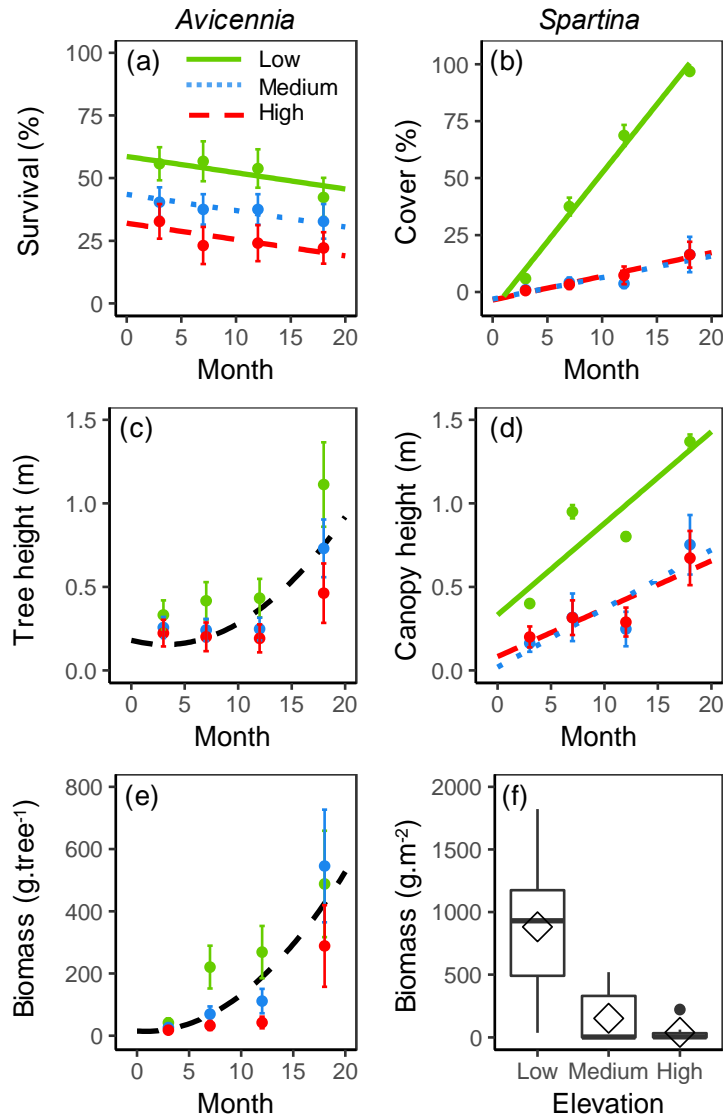 Avicennia
Spartina
(a)
Low
Medium
High
100
75
50
25
0
Survival (%)
0 5 10 15 20
Month
(b)
100
75
50
25
0
Cover (%)
0 5 10 15 20
Month
(c)
1.5
1.0
0.5
0.0
Tree height (m)
0 5 10 15 20
Month
(d)
1.5
1.0
0.5
0.0
Canopy height (m)
0 5 10 15 20
Month
(e)
800
600
400
200
0
Biomass (g.tree⁻¹)
0 5 10 15 20
Month
(f)
2000
1500
1000
500
0
Biomass (g.m⁻²)
Low Medium High
Elevation